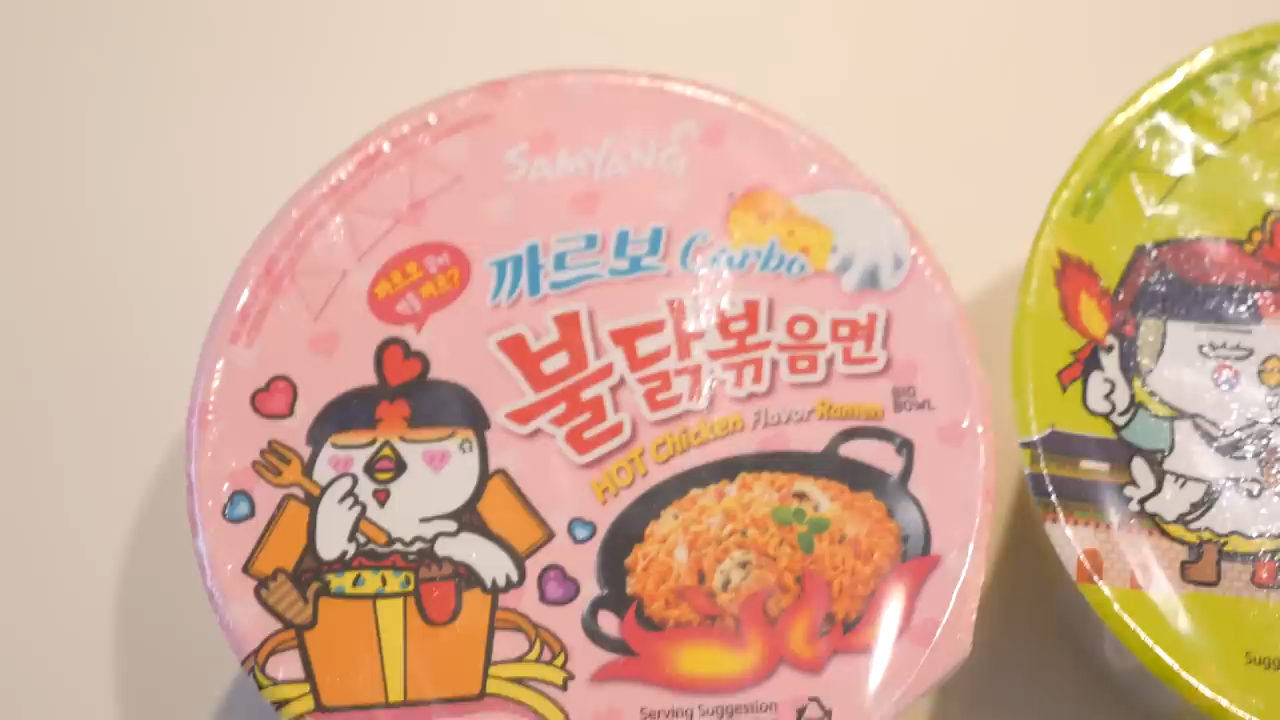 SAMYANG
까르보 Carbo
불닭볶음면
HOT Chicken Flavor Ramen
BIG
BOWL
Serving Suggestion